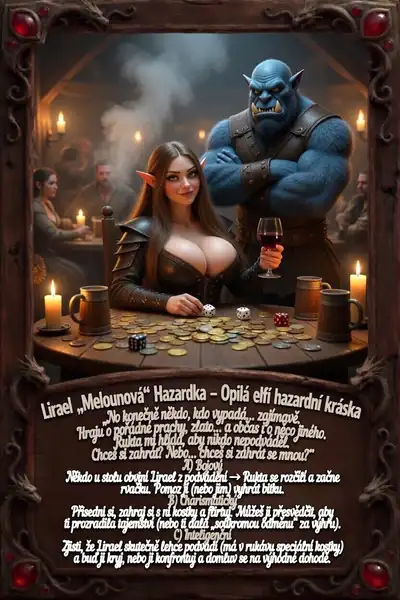 Lirael „Melounová“ Hazardka – Opilá elfí hazardní kráska
„No konečně někdo, kdo vypadá... zajímavě.
Hraju o pořádné prachy, zlato... a občas i o něco jiného.
Rukta mi hlídá, aby nikdo nepodváděl.
Chceš si zahrát? Nebo... Chceš si zahrát se mnou?“
A) Bojový
Někdo u stolu obviní Lirael z podvádění → Rukta se rozčílí a začne
rvačku. Pomoz jí (nebo jim) vyhrát bitku.
B) Charismatický
Přisedni si, zahraj si s ní kostky a flirtuj. Můžeš ji přesvědčit, aby
ti prozradila tajemství (nebo ti dala „soukromou odměnu“ za výhru).
C) Inteligenční
Zjisti, že Lirael skutečně lehce podvádí (má v rukávu speciální kostky)
a buď ji kryj, nebo ji konfrontuj a domluv se na výhodné dohodě.